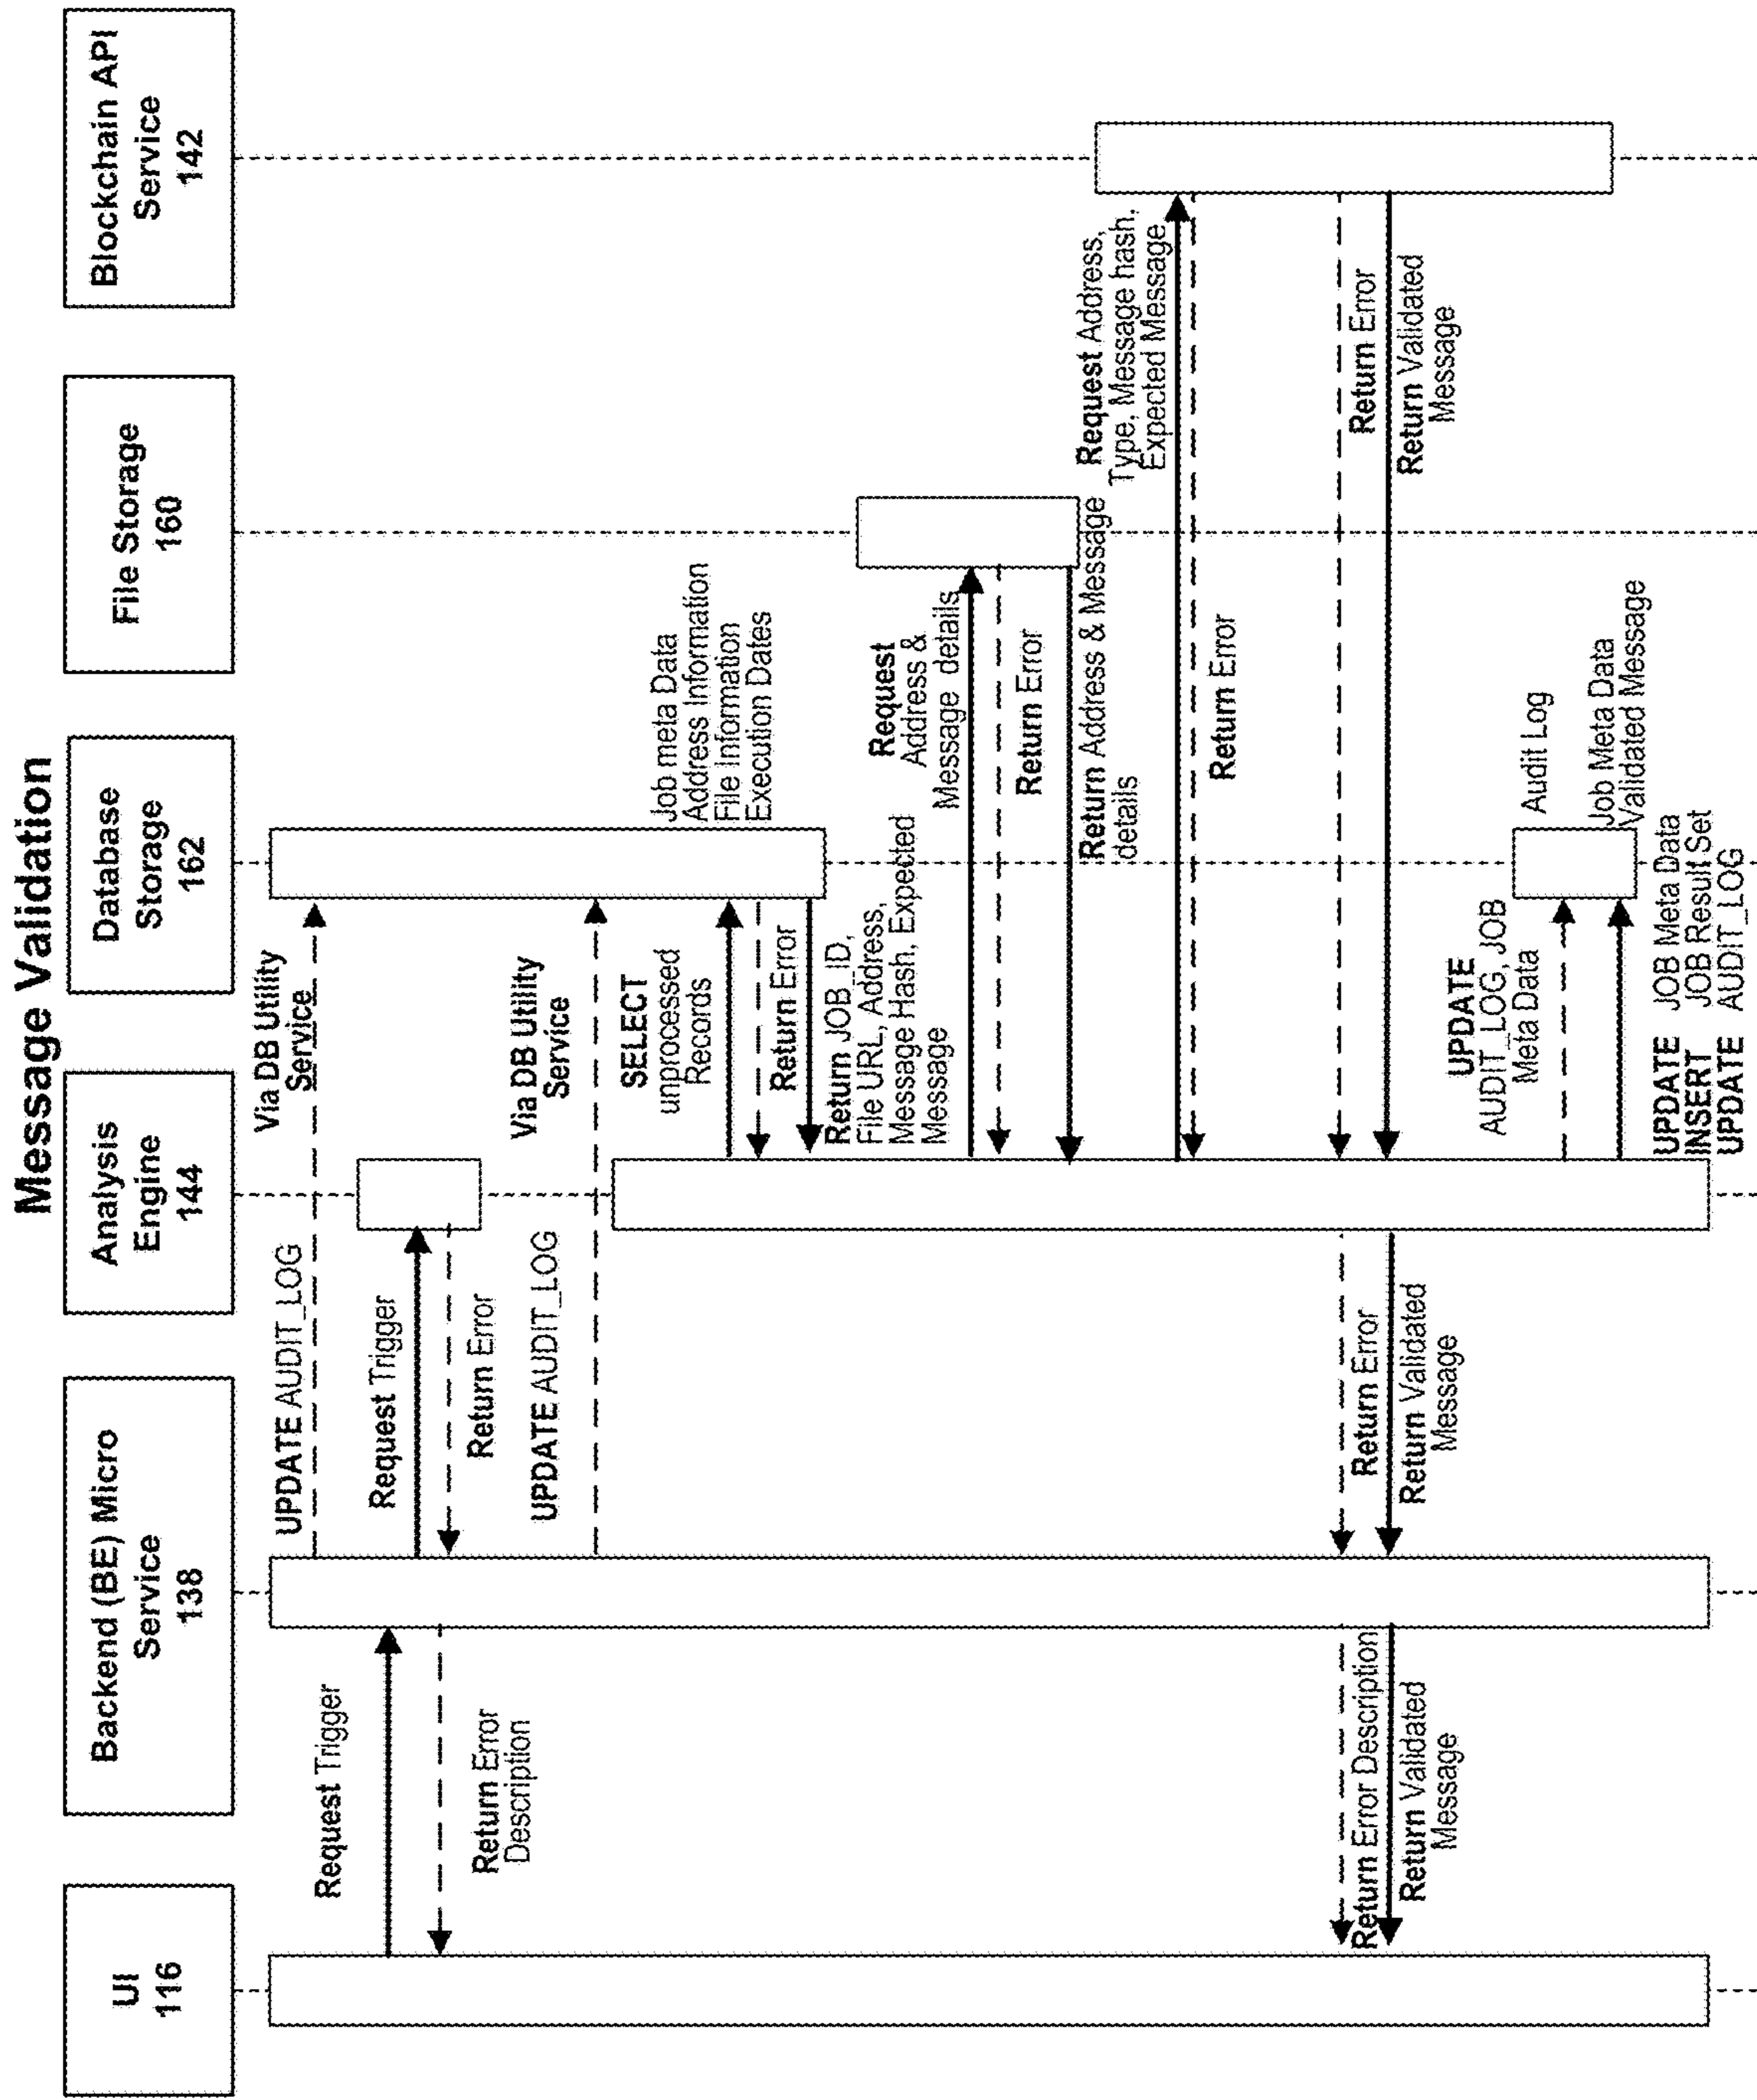 Message Validation
UI
116
Backend (BE) Micro
Service
138
Analysis
Engine
144
Database
Storage
162
File Storage
160
Blockchain API
Service
142
UPDATE AUDIT_LOG
Via DB Utility
Service
Request Trigger
Request Trigger
Return Error
Description
Return Error
UPDATE AUDIT_LOG
Via DB Utility
Service
SELECT
unprocessed
Records
Job meta Data
Address Information
File Information
Execution Dates
Return Error
Return JOB_ID,
File URL, Address,
Message Hash, Expected
Message
Request
Address &
Message details
Return Error
Return Address & Message
details
Request Address,
Type, Message hash,
Expected Message
Return Error
Return Error Description
Return Error
Return Error
Return Validated
Message
Return Validated
Message
Return Validated
Message
UPDATE
AUDIT_LOG, JOB
Meta Data
Audit Log
Job Meta Data
Validated Message
UPDATE JOB Meta Data
INSERT JOB Result Set
UPDATE AUDIT_LOG